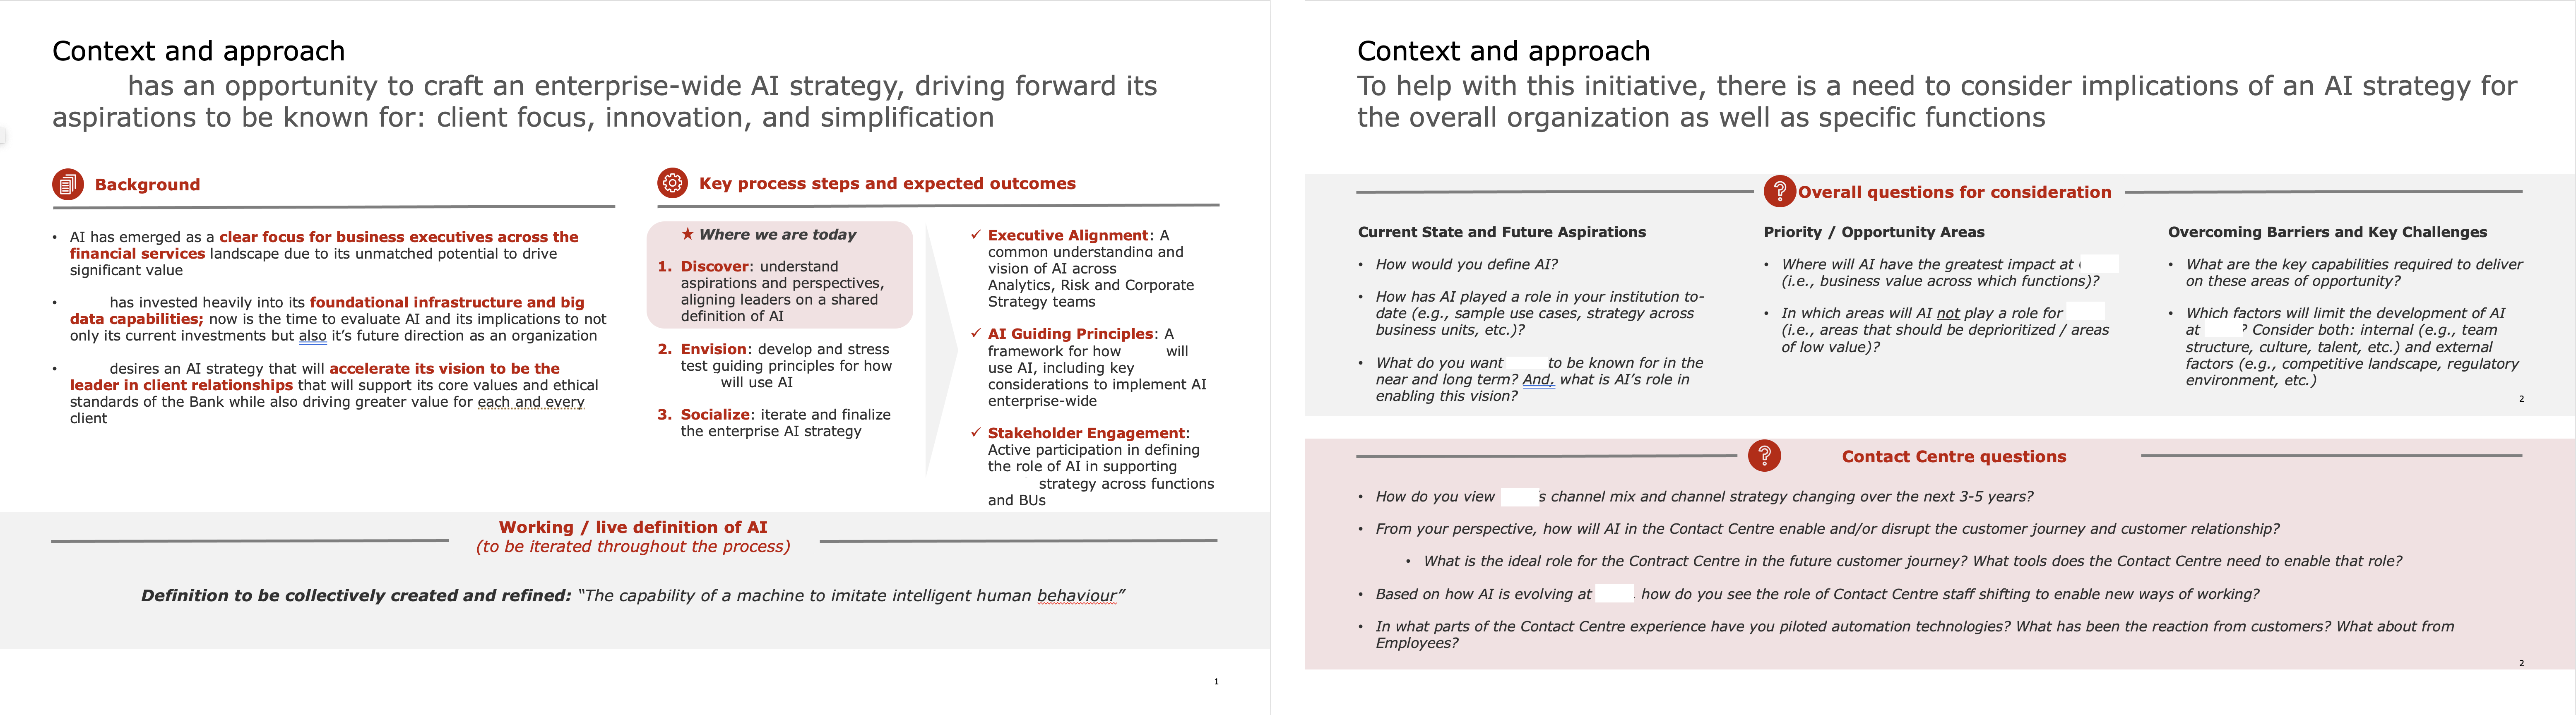 Context and approach
has an opportunity to craft an enterprise-wide AI strategy, driving forward its
aspirations to be known for: client focus, innovation, and simplification
Background
• AI has emerged as a clear focus for business executives across the
financial services landscape due to its unmatched potential to drive
significant value
• has invested heavily into its foundational infrastructure and big
data capabilities; now is the time to evaluate AI and its implications to not
only its current investments but also it’s future direction as an organization
• desires an AI strategy that will accelerate its vision to be the
leader in client relationships that will support its core values and ethical
standards of the Bank while also driving greater value for each and every
client
Key process steps and expected outcomes
★ Where we are today
1. Discover: understand
aspirations and perspectives,
aligning leaders on a shared
definition of AI
2. Envision: develop and stress
test guiding principles for how
will use AI
3. Socialize: iterate and finalize
the enterprise AI strategy
✓ Executive Alignment: A
common understanding and
vision of AI across
Analytics, Risk and Corporate
Strategy teams
✓ AI Guiding Principles: A
framework for how will
use AI, including key
considerations to implement AI
enterprise-wide
✓ Stakeholder Engagement:
Active participation in defining
the role of AI in supporting
strategy across functions
and BUs
Working / live definition of AI
(to be iterated throughout the process)
Definition to be collectively created and refined: “The capability of a machine to imitate intelligent human behaviour”
1
Context and approach
To help with this initiative, there is a need to consider implications of an AI strategy for
the overall organization as well as specific functions
? Overall questions for consideration
Current State and Future Aspirations
• How would you define AI?
• How has AI played a role in your institution to-
date (e.g., sample use cases, strategy across
business units, etc.)?
• What do you want to be known for in the
near and long term? And, what is AI’s role in
enabling this vision?
Priority / Opportunity Areas
• Where will AI have the greatest impact at
(i.e., business value across which functions)?
• In which areas will AI not play a role for
(i.e., areas that should be deprioritized / areas
of low value)?
Overcoming Barriers and Key Challenges
• What are the key capabilities required to deliver
on these areas of opportunity?
• Which factors will limit the development of AI
at ? Consider both: internal (e.g., team
structure, culture, talent, etc.) and external
factors (e.g., competitive landscape, regulatory
environment, etc.)
2
? Contact Centre questions
• How do you view s channel mix and channel strategy changing over the next 3-5 years?
• From your perspective, how will AI in the Contact Centre enable and/or disrupt the customer journey and customer relationship?
• What is the ideal role for the Contract Centre in the future customer journey? What tools does the Contact Centre need to enable that role?
• Based on how AI is evolving at , how do you see the role of Contact Centre staff shifting to enable new ways of working?
• In what parts of the Contact Centre experience have you piloted automation technologies? What has been the reaction from customers? What about from
Employees?
2